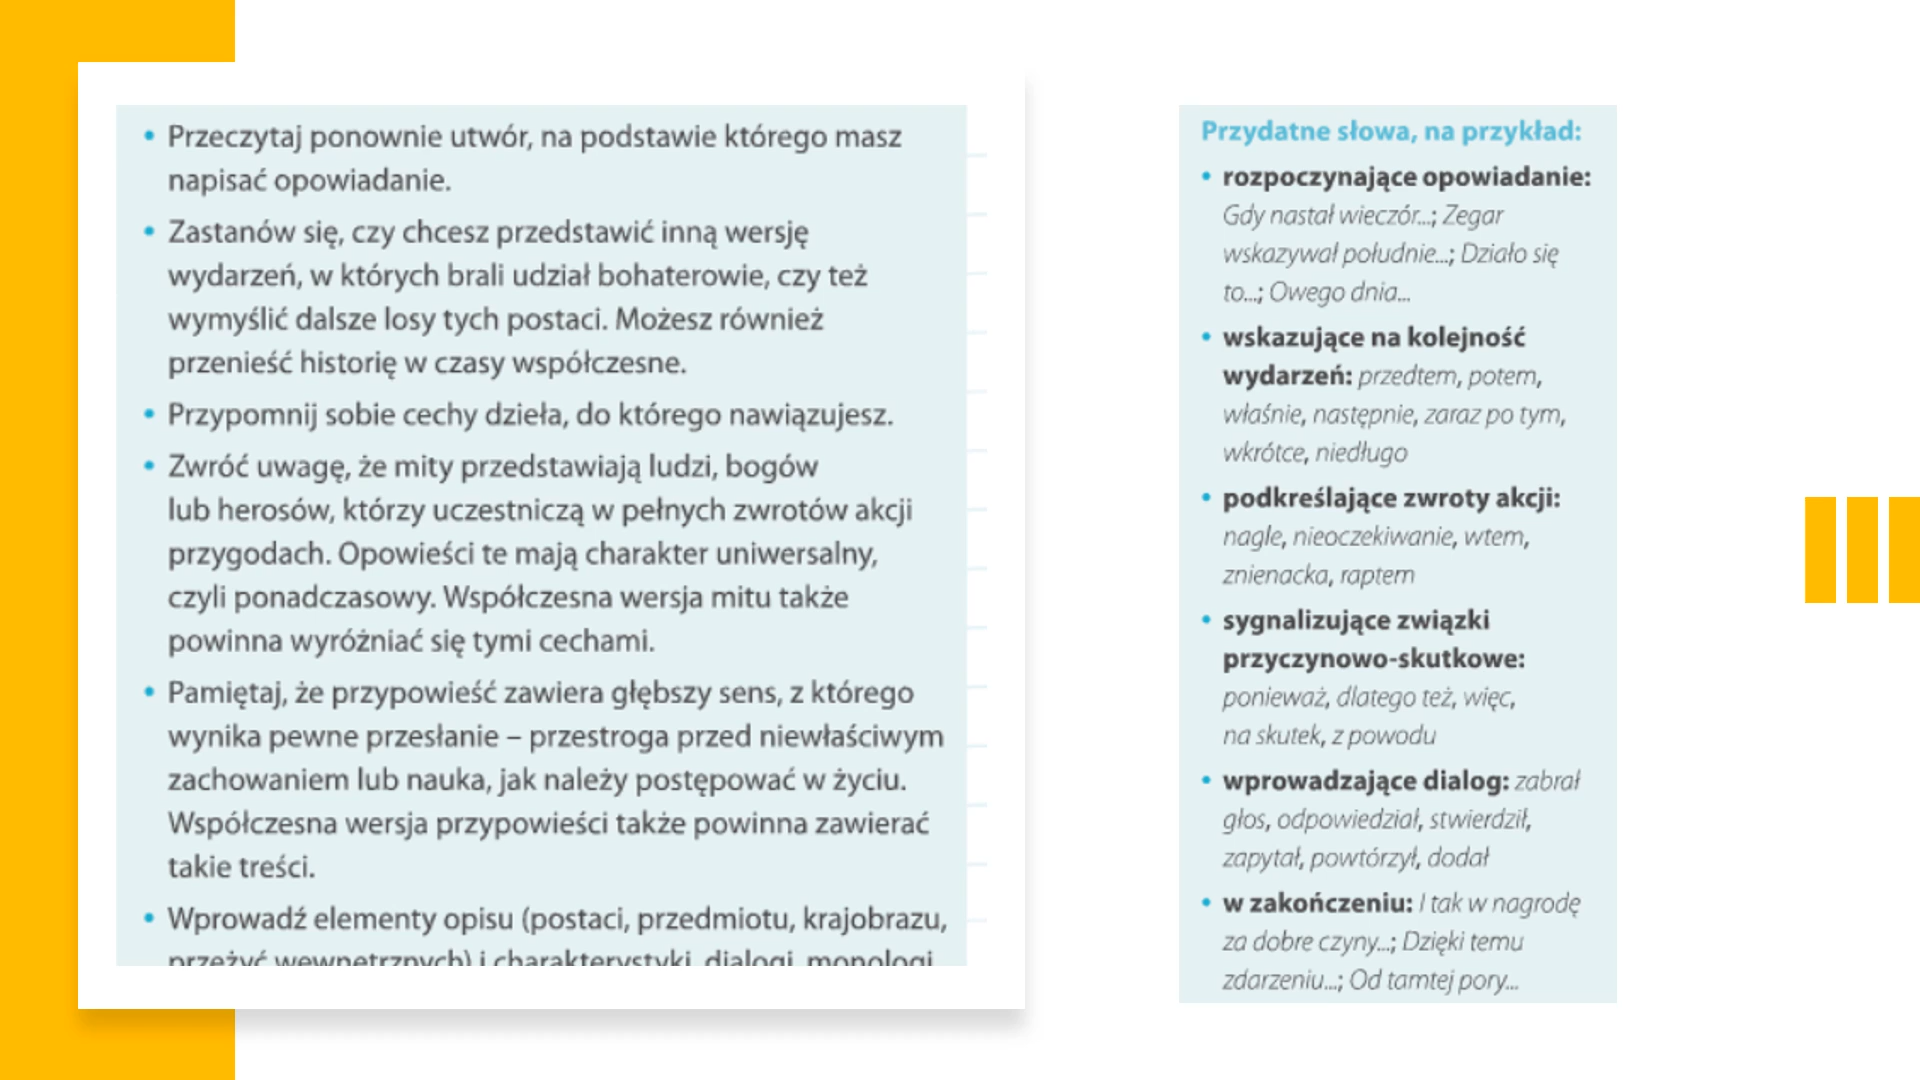 • Przeczytaj ponownie utwór, na podstawie którego masz
napisać opowiadanie.
• Zastanów się, czy chcesz przedstawić inną wersję
wydarzeń, w których brali udział bohaterowie, czy też
wymyślić dalsze losy tych postaci. Możesz również
przenieść historię w czasy współczesne.
• Przypomnij sobie cechy dzieła, do którego nawiązujesz.
• Zwróć uwagę, że mity przedstawiają ludzi, bogów
lub herosów, którzy uczestniczą w pełnych zwrotów akcji
przygodach. Opowieści te mają charakter uniwersalny,
czyli ponadczasowy. Współczesna wersja mitu także
powinna wyróżniać się tymi cechami.
• Pamiętaj, że przypowieść zawiera głębszy sens, z którego
wynika pewne przesłanie – przestroga przed niewłaściwym
zachowaniem lub nauka, jak należy postępować w życiu.
Współczesna wersja przypowieści także powinna zawierać
takie treści.
• Wprowadź elementy opisu (postaci, przedmiotu, krajobrazu,
przeżyć wewnętrznych) i charakterystyki, dialogi, monologi
Przydatne słowa, na przykład:
• rozpoczynające opowiadanie:
Gdy nastał wieczór...; Zegar
wskazywał południe...; Działo się
to...; Owego dnia...
• wskazujące na kolejność
wydarzeń: przedtem, potem,
właśnie, następnie, zaraz po tym,
wkrótce, niedługo
• podkreślające zwroty akcji:
nagle, nieoczekiwanie, wtem,
znienacka, raptem
• sygnalizujące związki
przyczynowo-skutkowe:
ponieważ, dlatego też, więc,
na skutek, z powodu
• wprowadzające dialog: zabrał
głos, odpowiedział, stwierdził,
zapytał, powtórzył, dodał
• w zakończeniu: I tak w nagrodę
za dobre czyny...; Dzięki temu
zdarzeniu...; Od tamtej pory...